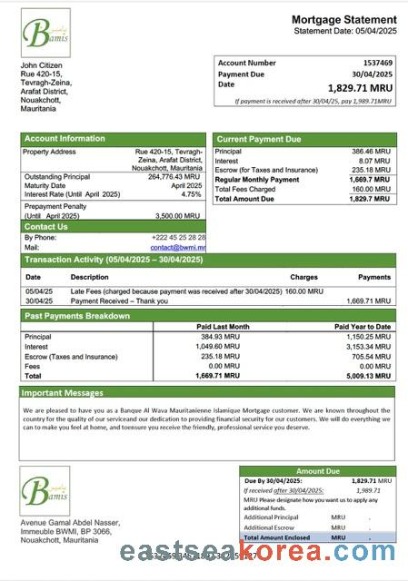 Bamis
Mortgage Statement
Statement Date: 05/04/2025
John Citizen
Rue 420-15,
Tevragh-Zeina,
Arafat District,
Nouakchott,
Mauritania
Account Number 1537469
Payment Due 30/04/2025
Date
1,829.71 MRU
If payment is received after 30/04/25, pay 1,989.71MRU
Account Information
Property Address Rue 420-15, Tevragh-
Zeina, Arafat District,
Nouakchott, Mauritania
Outstanding Principal 264,776.43 MRU
Maturity Date April 2025
Interest Rate (Until April 2025) 4.75%
Prepayment Penalty
(Until April 2025) 3,500.00 MRU
Contact Us
By Phone: +222 45 25 28 28
Mail: contact@bwmi.mr
Current Payment Due
Principal 386.46 MRU
Interest 8.07 MRU
Escrow (for Taxes and Insurance) 235.18 MRU
Regular Monthly Payment 1,669.7 MRU
Total Fees Charged 160.00 MRU
Total Amount Due 1,829.7 MRU
Transaction Activity (05/04/2025 – 30/04/2025)
Date Description Charges Payments
05/04/25 Late Fees (charged because payment was received after 30/04/2025) 160.00 MRU
30/04/25 Payment Received – Thank you 1,669.71 MRU
Past Payments Breakdown
Paid Last Month Paid Year to Date
Principal 384.93 MRU 1,150.25 MRU
Interest 1,049.60 MRU 3,153.34 MRU
Escrow (Taxes and Insurance) 235.18 MRU 705.54 MRU
Fees 0.00 MRU 0.00 MRU
Total 1,669.71 MRU 5,009.13 MRU
Important Messages
We are pleased to have you as a Banque Al Wava Mauritanienne Islamique Mortgage customer. We are known throughout the
country for the quality of our serviceand our dedication to providing financial security for our customers. We will do everything we
can to make you feel at home, and toensure you receive the friendly, professional service you deserve.
Bamis
Avenue Gamal Abdel Nasser,
Immeuble BWMI, BP 3066,
Nouakchott, Mauritania
Amount Due
Due By 30/04/2025: 1,829.71 MRU
If received after 30/04/2025: 1,989.71
MRU Please designate how you want us to apply any
additional funds.
Additional Principal MRU .
Additional Escrow MRU .
Total Amount Enclosed MRU .
eastseakorea.com